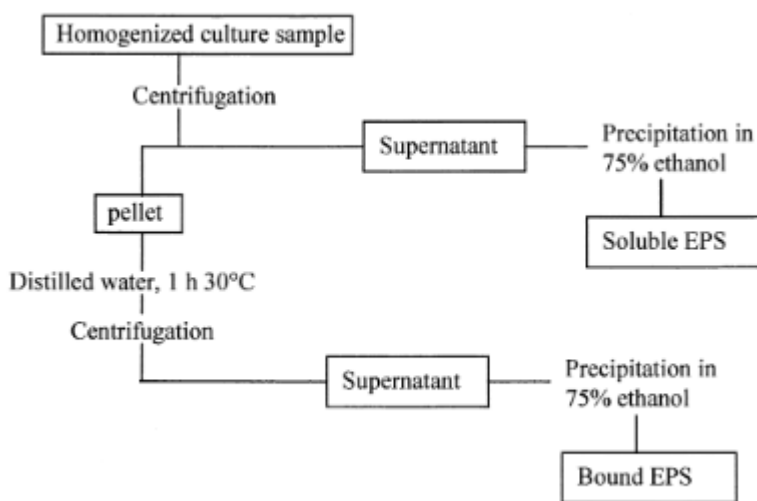 Homogenized culture sample
Centrifugation
Supernatant
Precipitation in
75% ethanol
pellet
Soluble EPS
Distilled water, 1 h 30°C
Centrifugation
Supernatant
Precipitation in
75% ethanol
Bound EPS